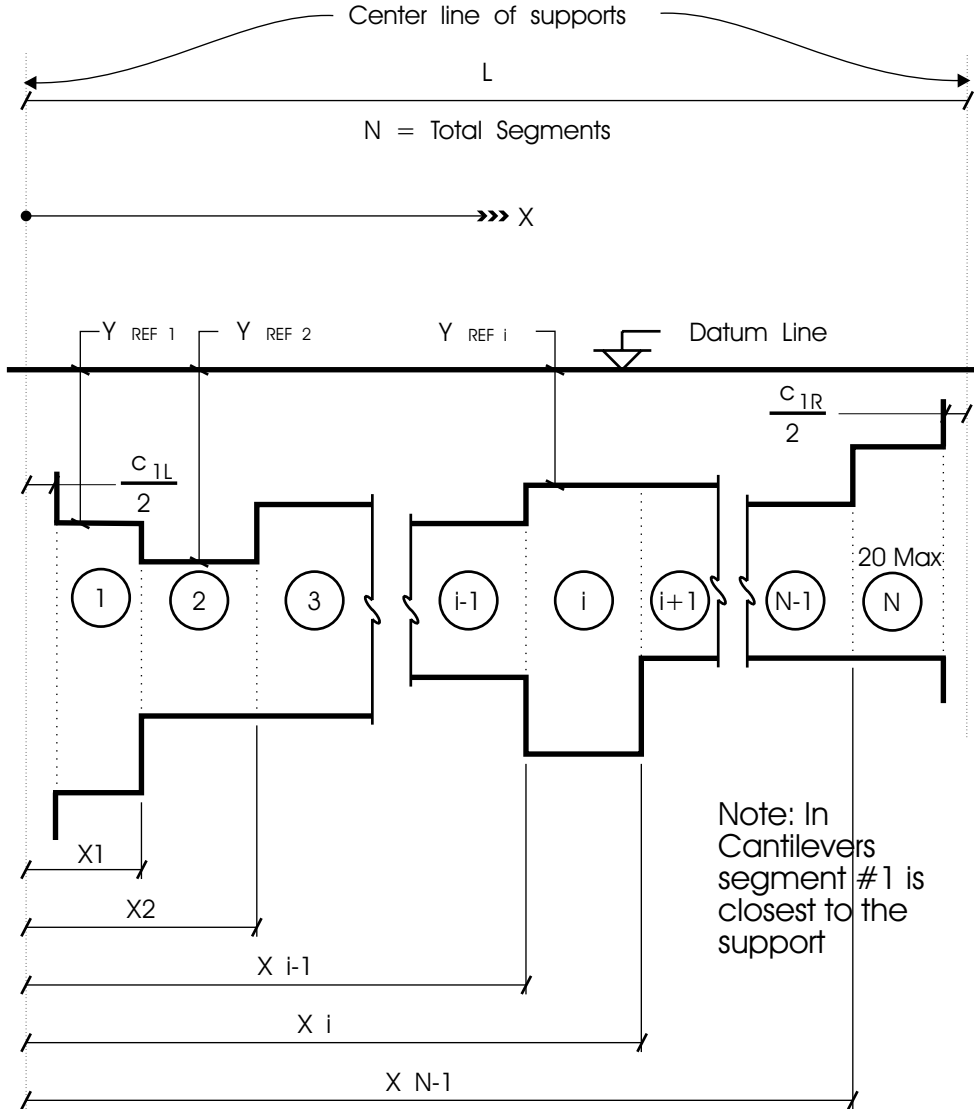 Center line of supports
L
N = Total Segments
X
Y REF 1
Y REF 2
Y REF i
Datum Line
c 1R
2
c 1L
2
20 Max
1
2
3
i-1
i
i+1
N-1
N
Note: In
Cantilevers
segment #1 is
closest to the
support
X1
X2
X i-1
X i
X N-1